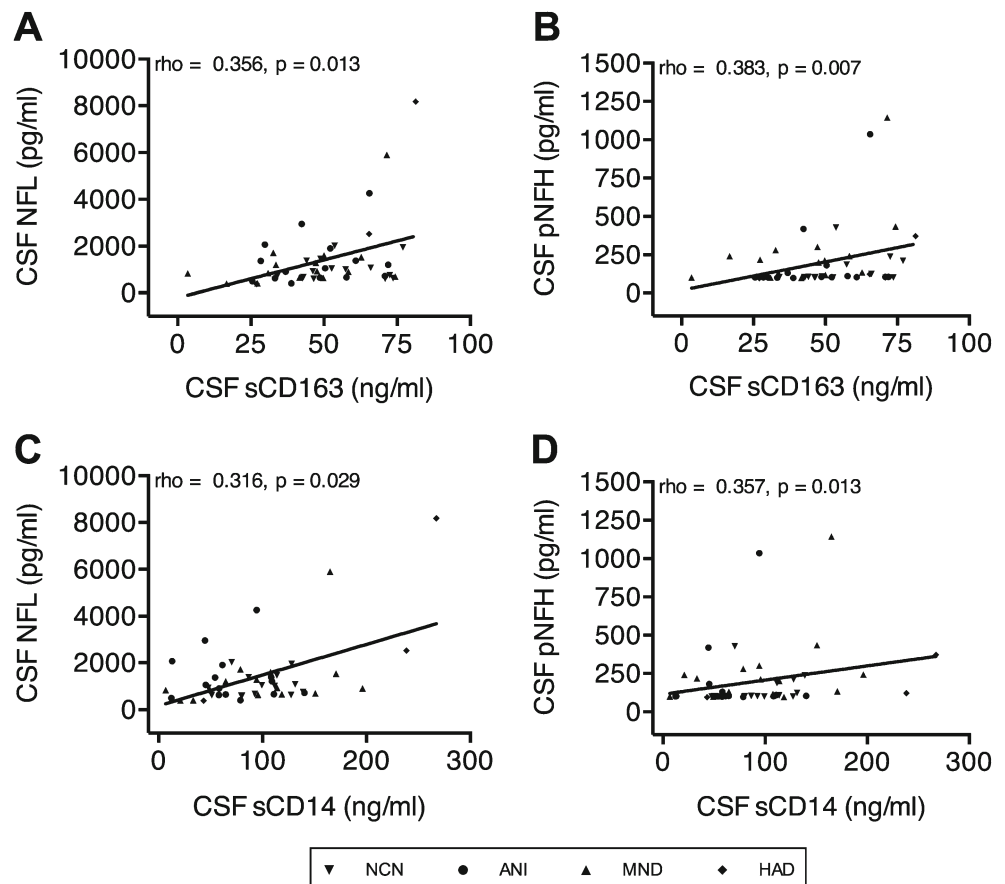 A
rho = 0.356, p = 0.013
10000
8000
6000
4000
2000
0
CSF NFL (pg/ml)
0 25 50 75 100
CSF sCD163 (ng/ml)
B
rho = 0.383, p = 0.007
1500
1250
1000
750
500
250
0
CSF pNFH (pg/ml)
0 25 50 75 100
CSF sCD163 (ng/ml)
C
rho = 0.316, p = 0.029
10000
8000
6000
4000
2000
0
CSF NFL (pg/ml)
0 100 200 300
CSF sCD14 (ng/ml)
D
rho = 0.357, p = 0.013
1500
1250
1000
750
500
250
0
CSF pNFH (pg/ml)
0 100 200 300
CSF sCD14 (ng/ml)
NCN ANI MND HAD